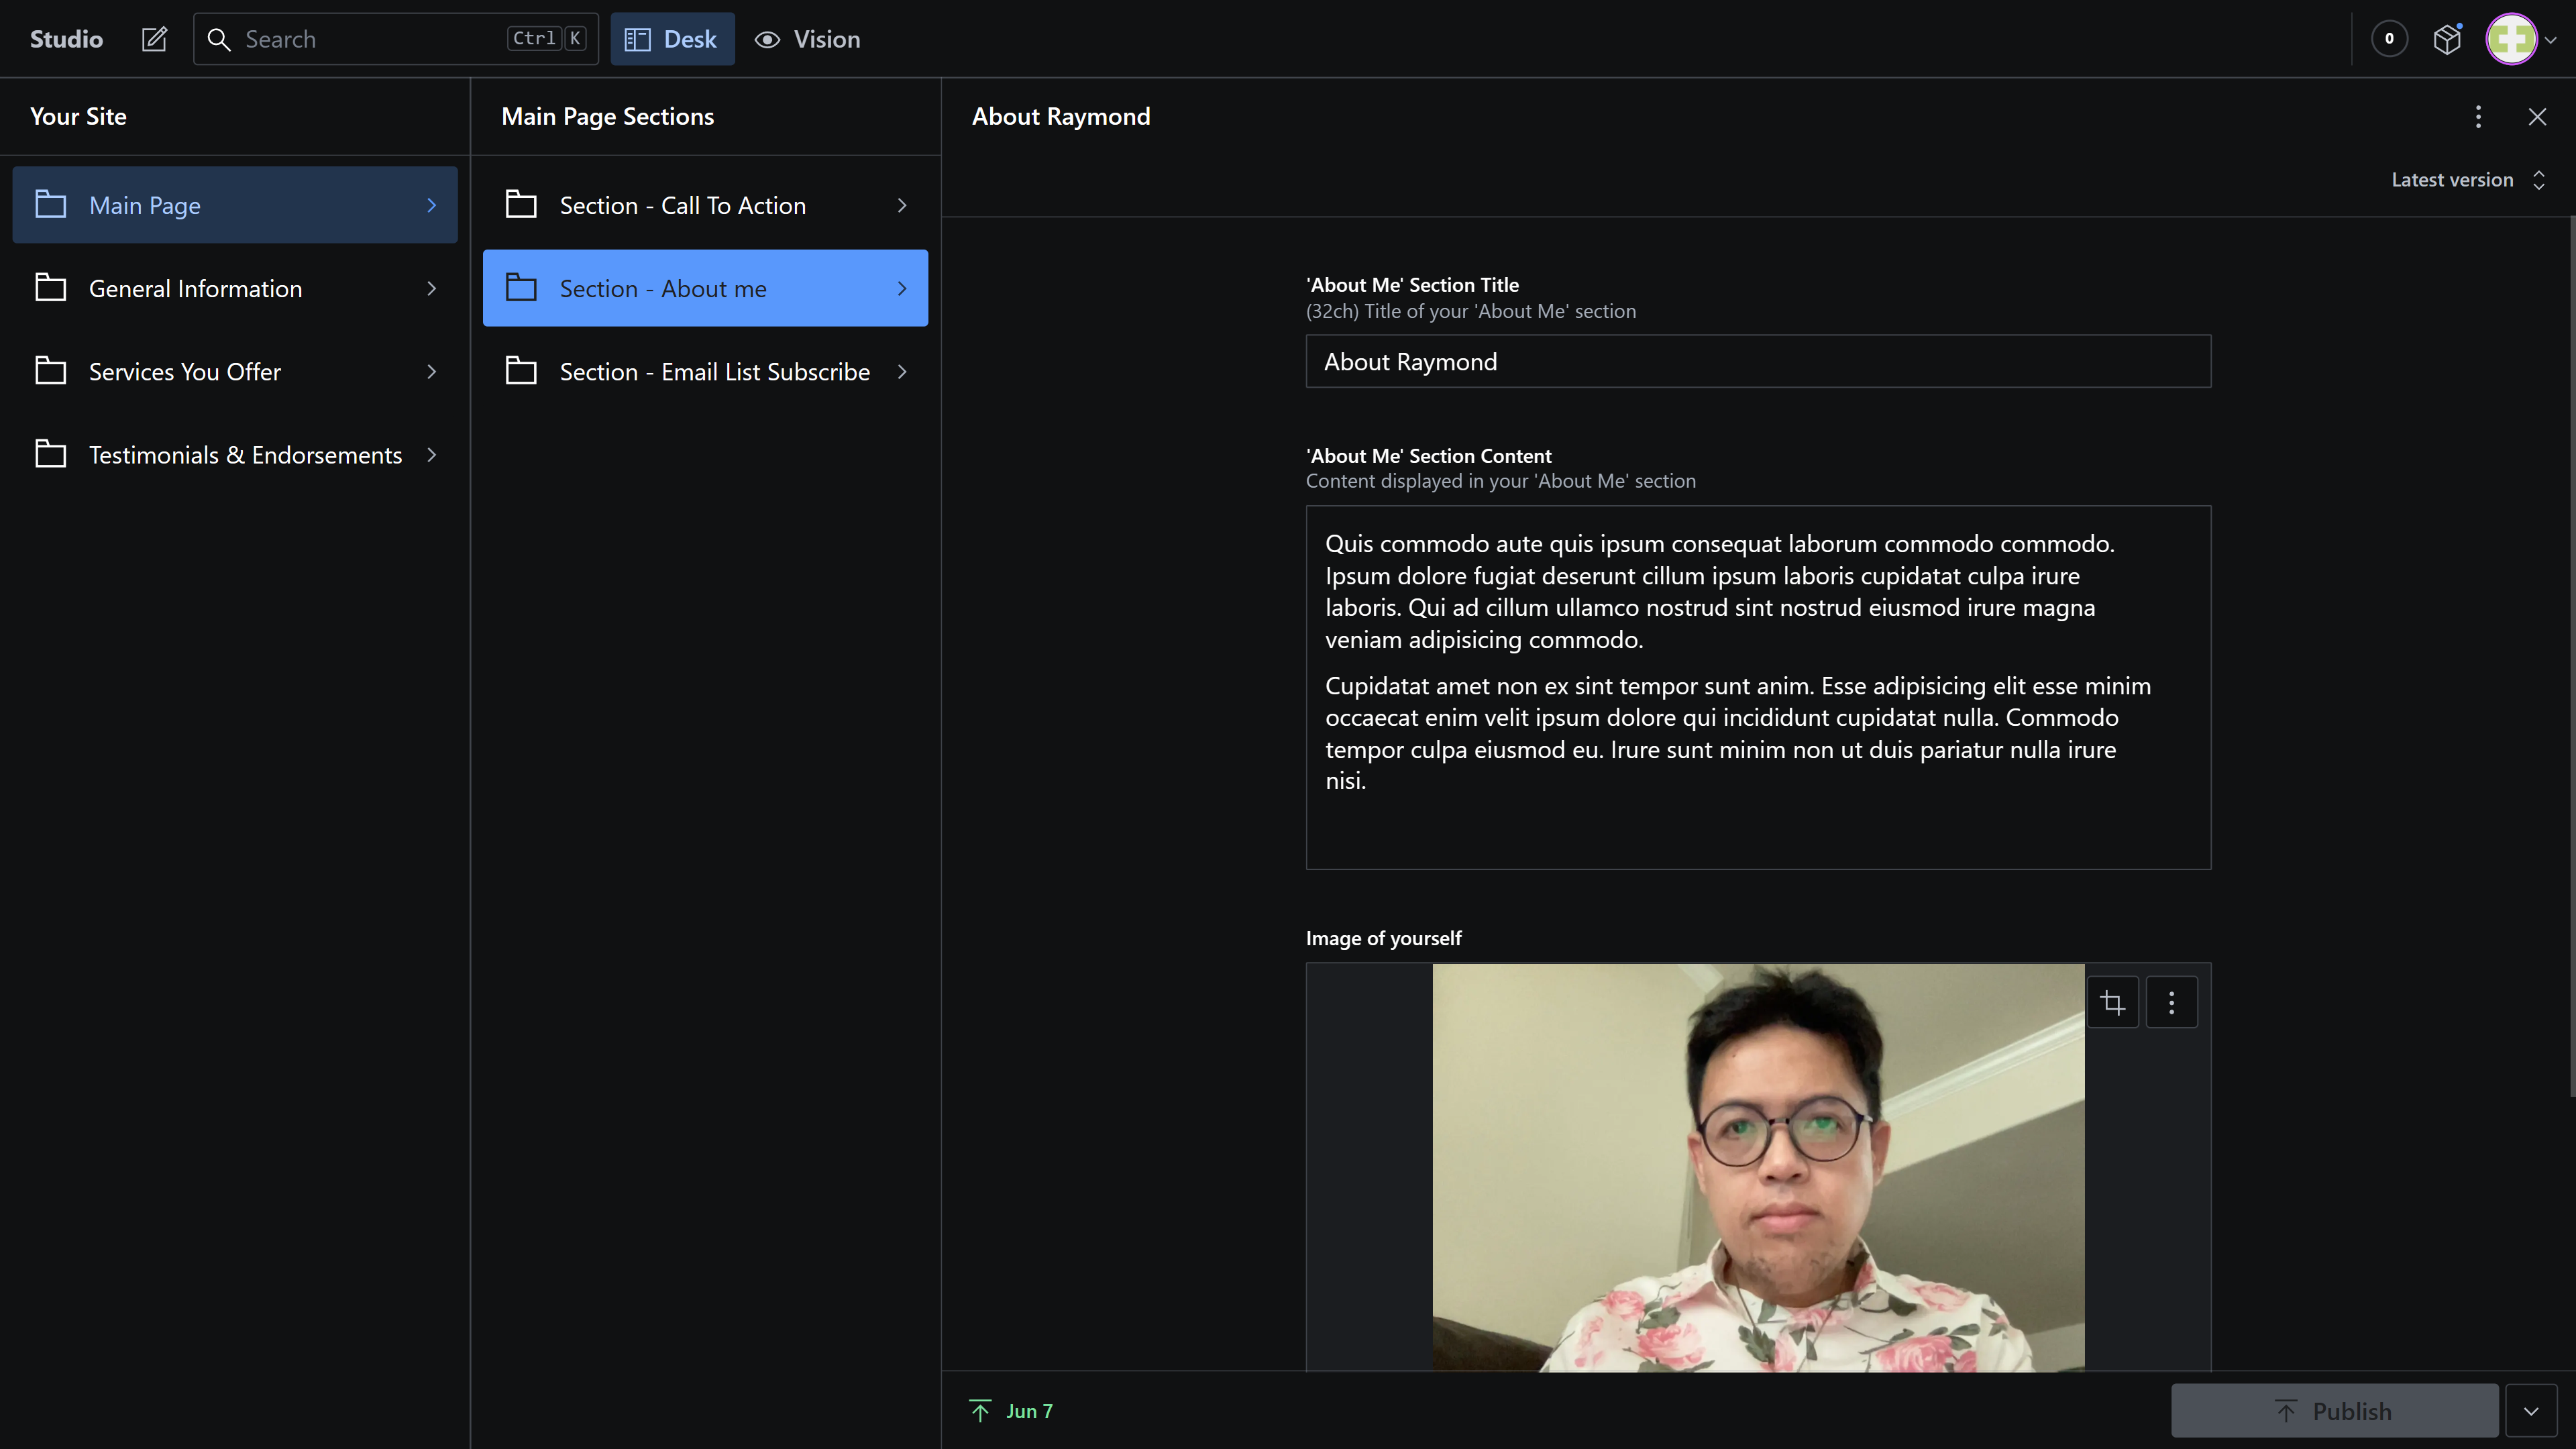 Studio
Search
Ctrl K
Desk
Vision
0
Your Site
Main Page
General Information
Services You Offer
Testimonials & Endorsements
Main Page Sections
Section - Call To Action
Section - About me
Section - Email List Subscribe
About Raymond
Latest version
'About Me' Section Title
(32ch) Title of your 'About Me' section
About Raymond
'About Me' Section Content
Content displayed in your 'About Me' section
Quis commodo aute quis ipsum consequat laborum commodo commodo.
Ipsum dolore fugiat deserunt cillum ipsum laboris cupidatat culpa irure
laboris. Qui ad cillum ullamco nostrud sint nostrud eiusmod irure magna
veniam adipisicing commodo.
Cupidatat amet non ex sint tempor sunt anim. Esse adipisicing elit esse minim
occaecat enim velit ipsum dolore qui incididunt cupidatat nulla. Commodo
tempor culpa eiusmod eu. Irure sunt minim non ut duis pariatur nulla irure
nisi.
Image of yourself
Jun 7
Publish